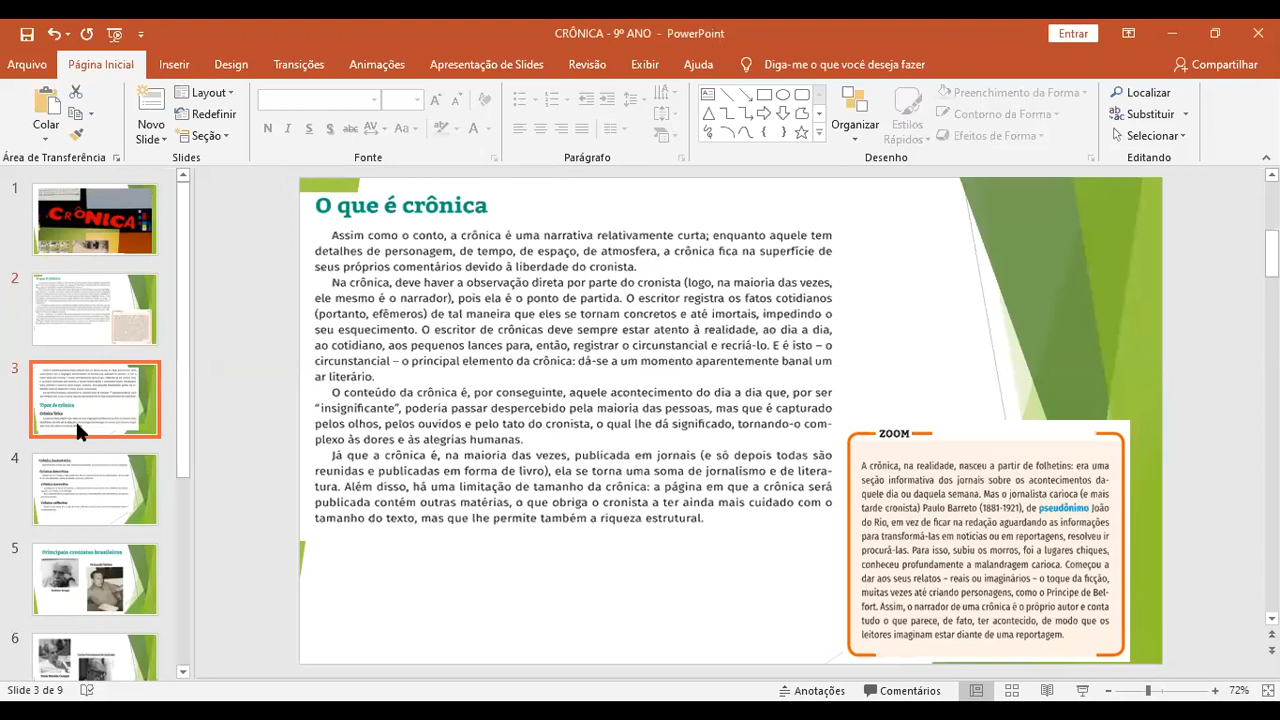 CRÔNICA - 9º ANO - PowerPoint
Entrar
Arquivo
Página Inicial
Inserir
Design
Transições
Animações
Apresentação de Slides
Revisão
Exibir
Ajuda
Diga-me o que você deseja fazer
Compartilhar
Colar
Novo
Slide
Layout
Redefinir
Seção
Organizar
Estilos
Rápidos
Preenchimento da Forma
Contorno da Forma
Efeitos de Forma
Localizar
Substituir
Selecionar
Área de Transferência
Slides
Fonte
Parágrafo
Desenho
Editando
1
CRÔNICA
2
O que é crônica
3
Tipos de crônica
Crônica lírica
4
5
Principais cronistas brasileiros
6
O que é crônica
Assim como o conto, a crônica é uma narrativa relativamente curta; enquanto aquele tem
detalhes de personagem, de tempo, de espaço, de atmosfera, a crônica fica na superfície de
seus próprios comentários devido à liberdade do cronista.
Na crônica, deve haver a observação direta por parte do cronista (logo, na maioria das vezes,
ele mesmo é o narrador), pois ela é o ponto de partida. O escritor registra os fatos cotidianos
(portanto, efêmeros) de tal maneira que eles se tornam concretos e até imortais, impedindo o
seu esquecimento. O escritor de crônicas deve sempre estar atento à realidade, ao dia a dia,
ao cotidiano, aos pequenos lances para, então, registrar o circunstancial e recriá-lo. E é isto – o
circunstancial – o principal elemento da crônica: dá-se a um momento aparentemente banal um
ar literário.
O conteúdo da crônica é, por conseguinte, aquele acontecimento do dia a dia que, por ser
“insignificante”, poderia passar despercebido pela maioria das pessoas, mas que é capturado
pelos olhos, pelos ouvidos e pelo tato do cronista, o qual lhe dá significado, tornando-o com-
plexo às dores e às alegrias humanas.
Já que a crônica é, na maioria das vezes, publicada em jornais (e só depois todas são
reunidas e publicadas em forma de livro), ela se torna uma soma de jornalismo e de litera-
tura. Além disso, há uma limitação de tamanho da crônica: a página em que a crônica será
publicada contém outras matérias, o que obriga o cronista a ter ainda mais cuidado com o
tamanho do texto, mas que lhe permite também a riqueza estrutural.
ZOOM
A crônica, na realidade, nasceu a partir de folhetins: era uma
seção informativa dos jornais sobre os acontecimentos da-
quele dia ou daquela semana. Mas o jornalista carioca (e mais
tarde cronista) Paulo Barreto (1881-1921), de pseudônimo João
do Rio, em vez de ficar na redação aguardando as informações
para transformá-las em notícias ou em reportagens, resolveu ir
procurá-las. Para isso, subiu os morros, foi a lugares chiques,
conheceu profundamente a malandragem carioca. Começou a
dar aos seus relatos – reais ou imaginários – o toque da ficção,
muitas vezes até criando personagens, como o Príncipe de Bel-
fort. Assim, o narrador de uma crônica é o próprio autor e conta
tudo o que parece, de fato, ter acontecido, de modo que os
leitores imaginam estar diante de uma reportagem.
Slide 3 de 9
Anotações
Comentários
72%